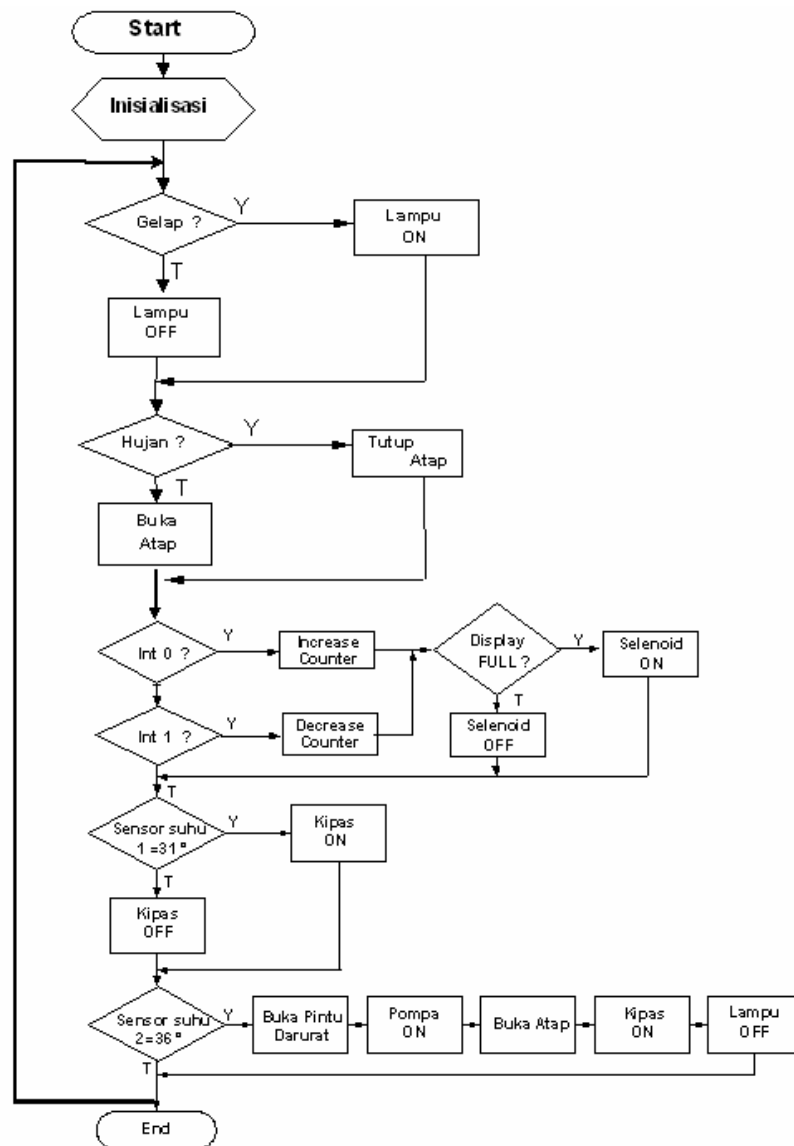 Start
Inisialisasi
Gelap ?
Y
Lampu
ON
T
Lampu
OFF
Hujan ?
Y
Tutup
Atap
T
Buka
Atap
Int 0 ?
Y
Increase
Counter
Display
FULL ?
Y
Selenoid
ON
T
T
Selenoid
OFF
Int 1 ?
Y
Decrease
Counter
T
Sensor suhu
1 =31°
Y
Kipas
ON
T
Kipas
OFF
Sensor suhu
2=36°
Y
Buka Pintu
Darurat
Pompa
ON
Buka Atap
Kipas
ON
Lampu
OFF
T
End